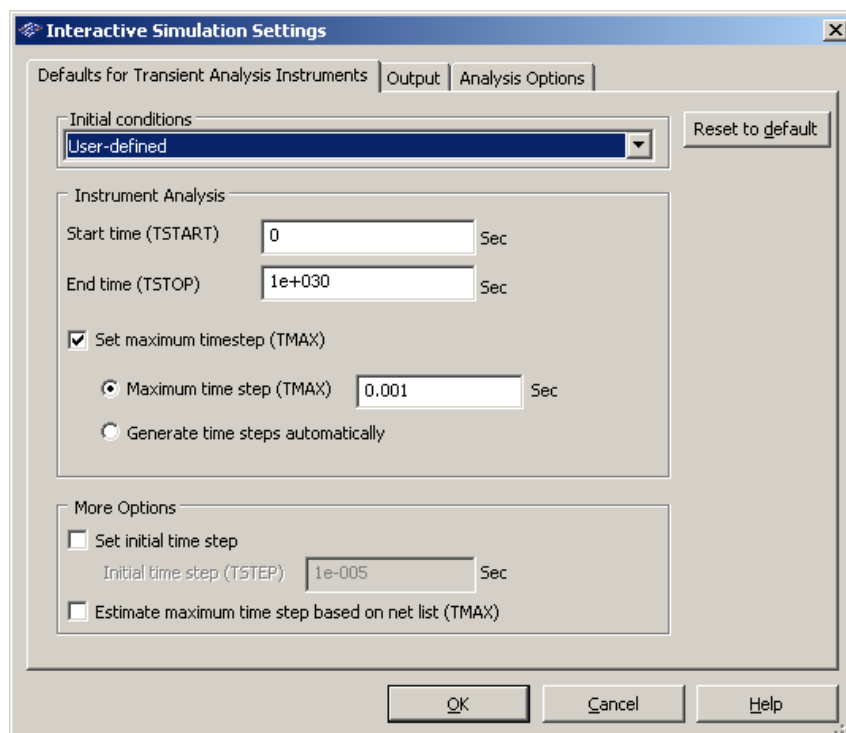 Interactive Simulation Settings
Defaults for Transient Analysis Instruments Output Analysis Options
Initial conditions
User-defined
Reset to default
Instrument Analysis
Start time (TSTART) 0 Sec
End time (TSTOP) 1e+030 Sec
Set maximum timestep (TMAX)
Maximum time step (TMAX) 0.001 Sec
Generate time steps automatically
More Options
Set initial time step
Initial time step (TSTEP) 1e-005 Sec
Estimate maximum time step based on net list (TMAX)
OK Cancel Help